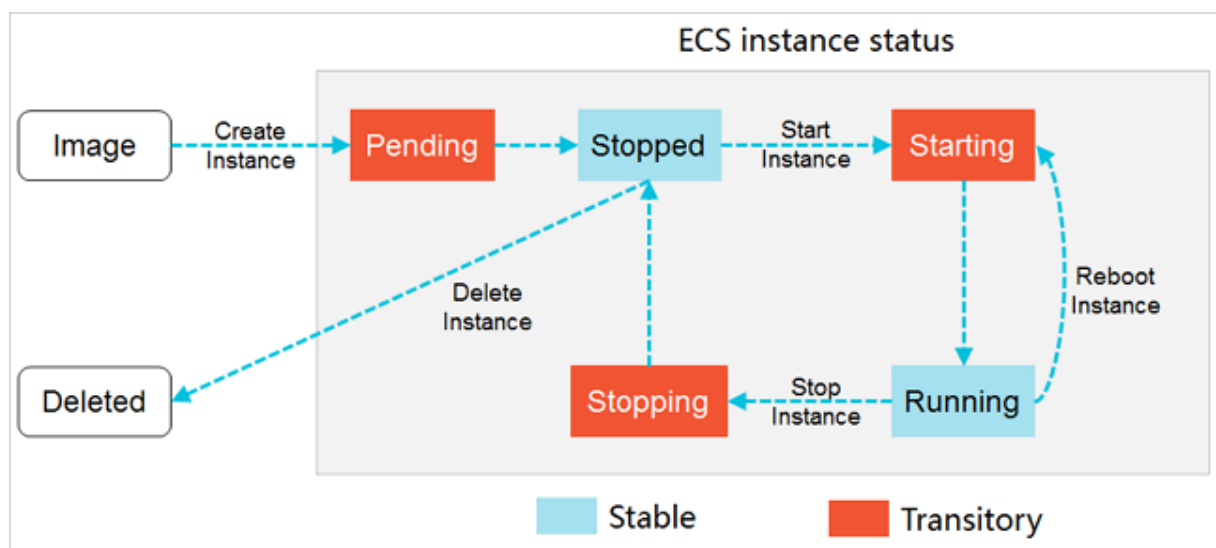 ECS instance status
Image
Create
Instance
Pending
Stopped
Start
Instance
Starting
Delete
Instance
Reboot
Instance
Deleted
Stopping
Stop
Instance
Running
Stable
Transitory